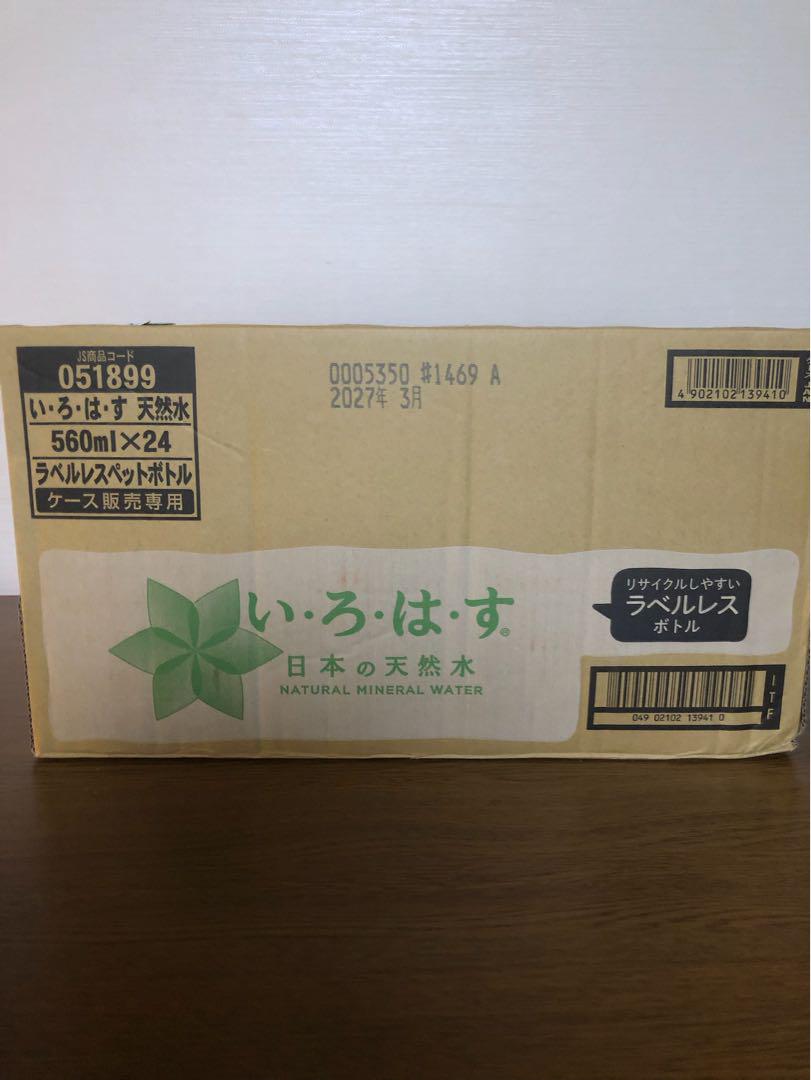 JS商品コード
051899
い・ろ・は・す 天然水
560ml×24
ラベルレスペットボトル
ケース販売専用
0005350 #1469 A
2027年 3月
4902102139410
い・ろ・は・す®
日本の天然水
NATURAL MINERAL WATER
リサイクルしやすい
ラベルレス
ボトル
ITF
049 02102 13941 0